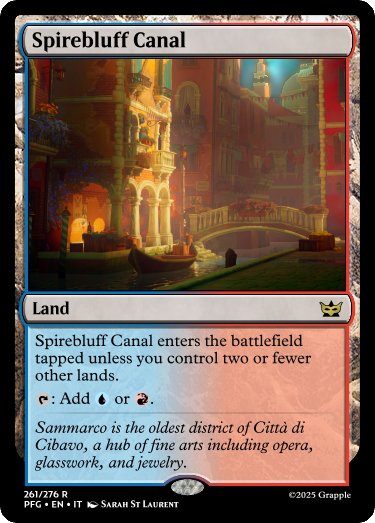 Spirebluff Canal
Land
Spirebluff Canal enters the battlefield
tapped unless you control two or fewer
other lands.
: Add or .
Sammarco is the oldest district of Città di
Cibavo, a hub of fine arts including opera,
glasswork, and jewelry.
261/276 R
PFG • EN • IT Sarah St Laurent
©2025 Grapple